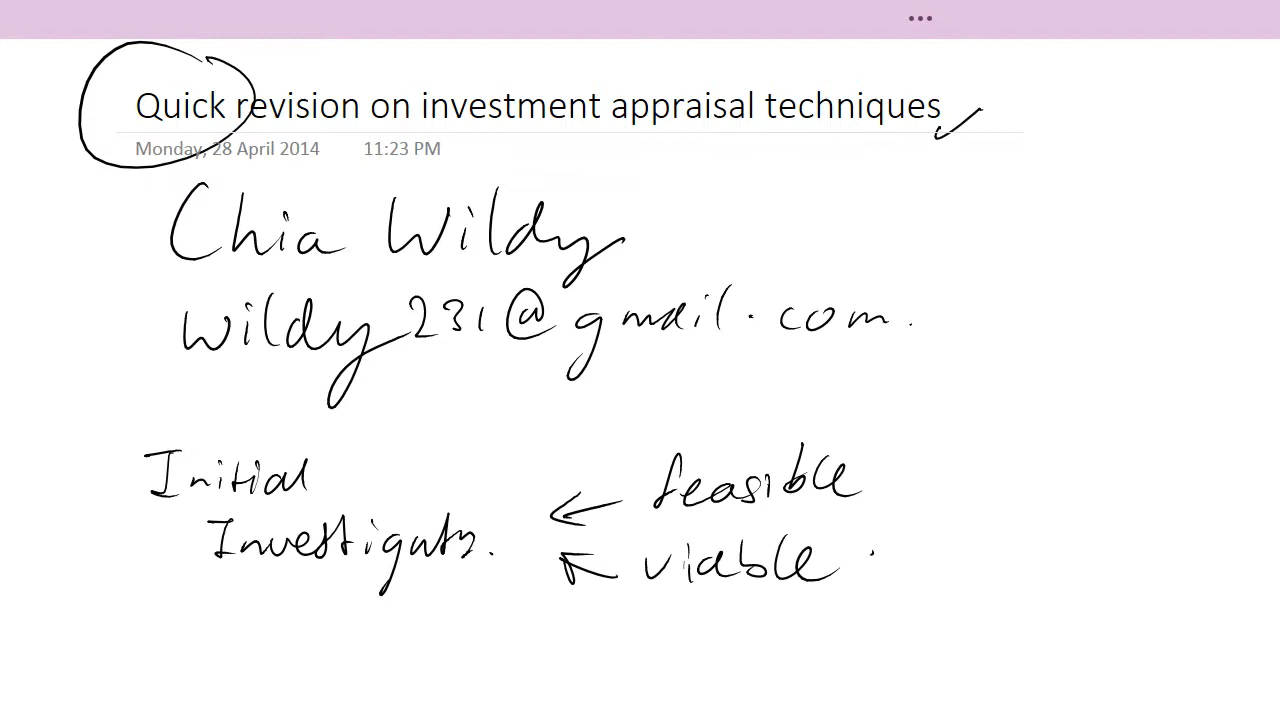 Quick revision on investment appraisal techniques
Monday, 28 April 2014 11:23 PM
Chia Wildy
wildy231@gmail.com.
Initial feasible
Investigatn. viable.